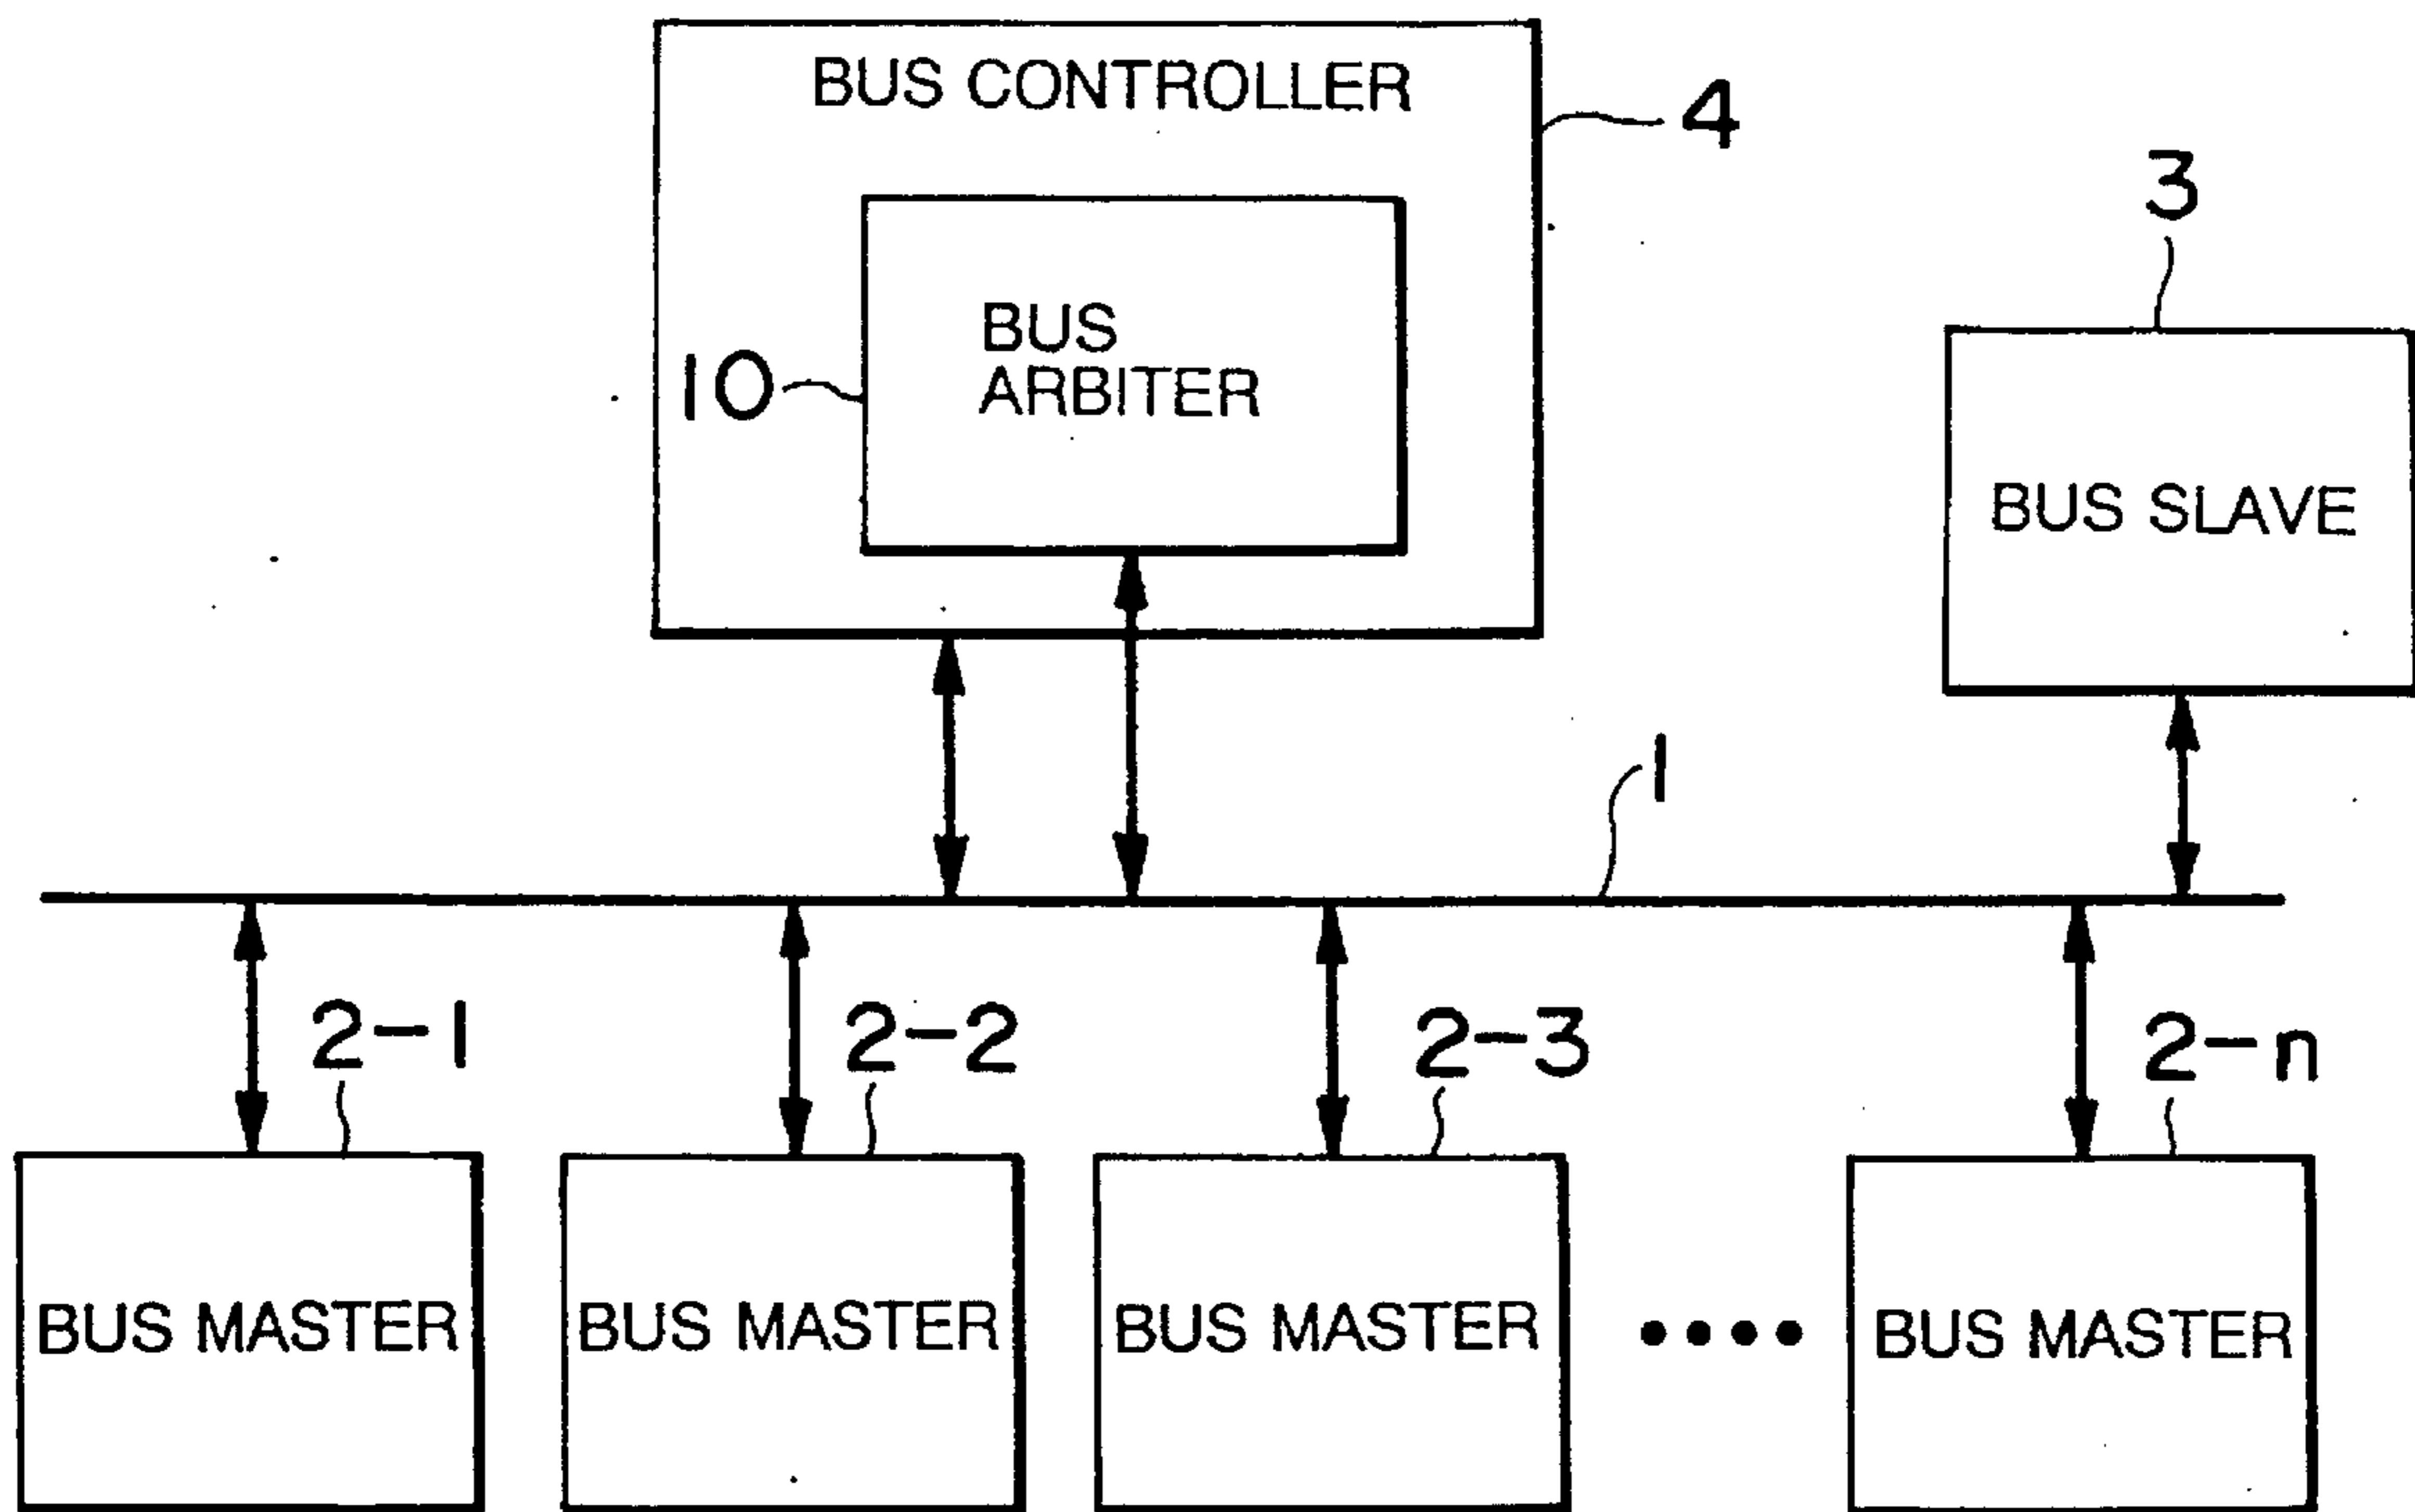 BUS CONTROLLER
4
3
BUS
ARBITER
10
BUS SLAVE
1
2-1
2-2
2-3
2-n
BUS MASTER
BUS MASTER
BUS MASTER
BUS MASTER